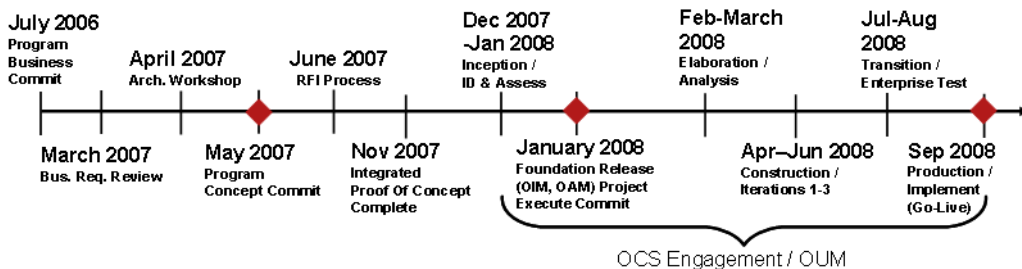 July 2006
Program
Business
Commit
April 2007
Arch. Workshop
June 2007
RFI Process
Dec 2007
-Jan 2008
Inception /
ID & Assess
Feb-March
2008
Elaboration /
Analysis
Jul-Aug
2008
Transition /
Enterprise Test
March 2007
Bus. Req. Review
May 2007
Program
Concept Commit
Nov 2007
Integrated
Proof Of Concept
Complete
January 2008
Foundation Release
(OIM, OAM) Project
Execute Commit
Apr–Jun 2008
Construction /
Iterations 1-3
Sep 2008
Production /
Implement
(Go-Live)
OCS Engagement / OUM